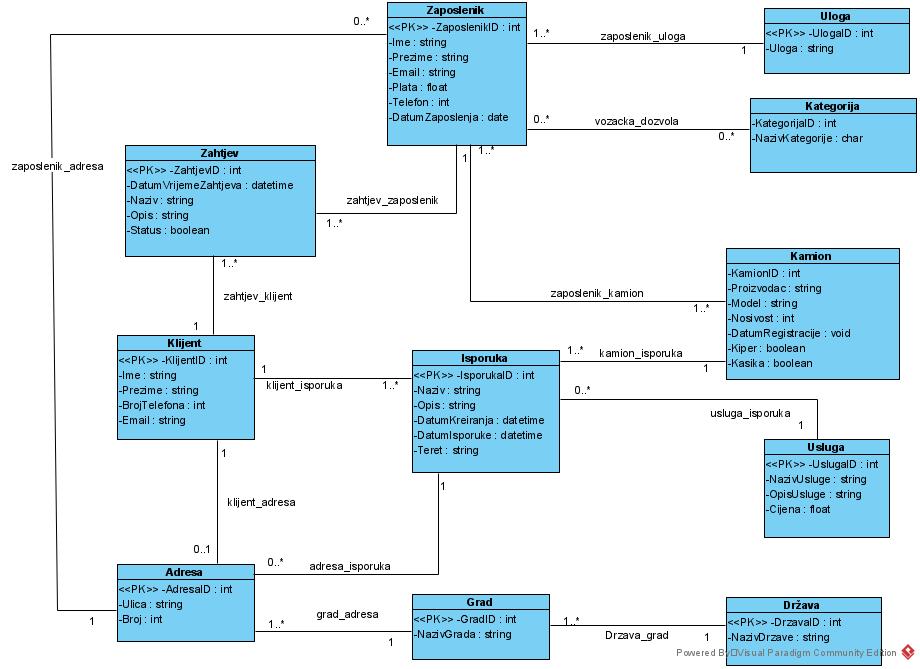 Zaposlenik
<<PK>> -ZaposlenikID : int
-Ime : string
-Prezime : string
-Email : string
-Plata : float
-Telefon : int
-DatumZaposlenja : date
Uloga
<<PK>> -UlogaID : int
-Uloga : string
0..*
1..*
zaposlenik_uloga
1
Kategorija
-KategorijaID : int
-NazivKategorije : char
0..*
vozacka_dozvola
0..*
zaposlenik_adresa
Zahtjev
<<PK>> -ZahtjevID : int
-DatumVrijemeZahtjeva : datetime
-Naziv : string
-Opis : string
-Status : boolean
1
1..*
zahtjev_zaposlenik
1..*
1..*
zahtjev_klijent
1
Kamion
-KamionID : int
-Proizvodac : string
-Model : string
-Nosivost : int
-DatumRegistracije : void
-Kiper : boolean
-Kasika : boolean
zaposlenik_kamion
1..*
Klijent
<<PK>> -KlijentID : int
-Ime : string
-Prezime : string
-BrojTelefona : int
-Email : string
1
klijent_isporuka
1..*
Isporuka
<<PK>> -IsporukaID : int
-Naziv : string
-Opis : string
-DatumKreiranja : datetime
-DatumIsporuke : datetime
-Teret : string
1..*
kamion_isporuka
1
0..*
usluga_isporuka
1
Usluga
<<PK>> -UslugaID : int
-NazivUsluge : string
-OpisUsluge : string
-Cijena : float
1
klijent_adresa
0..1
1
0..*
adresa_isporuka
Adresa
<<PK>> -AdresaID : int
-Ulica : string
-Broj : int
1
1..*
grad_adresa
1
Grad
<<PK>> -GradID : int
-NazivGrada : string
1..*
Drzava_grad
1
Država
<<PK>> -DrzavaID : int
-NazivDrzave : string
Powered By Visual Paradigm Community Edition